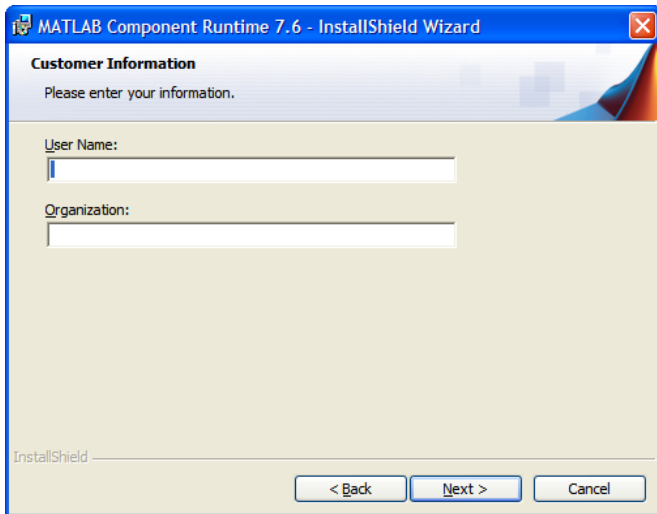 MATLAB Component Runtime 7.6 - InstallShield Wizard
Customer Information
Please enter your information.
User Name:
Organization:
InstallShield
< Back Next > Cancel